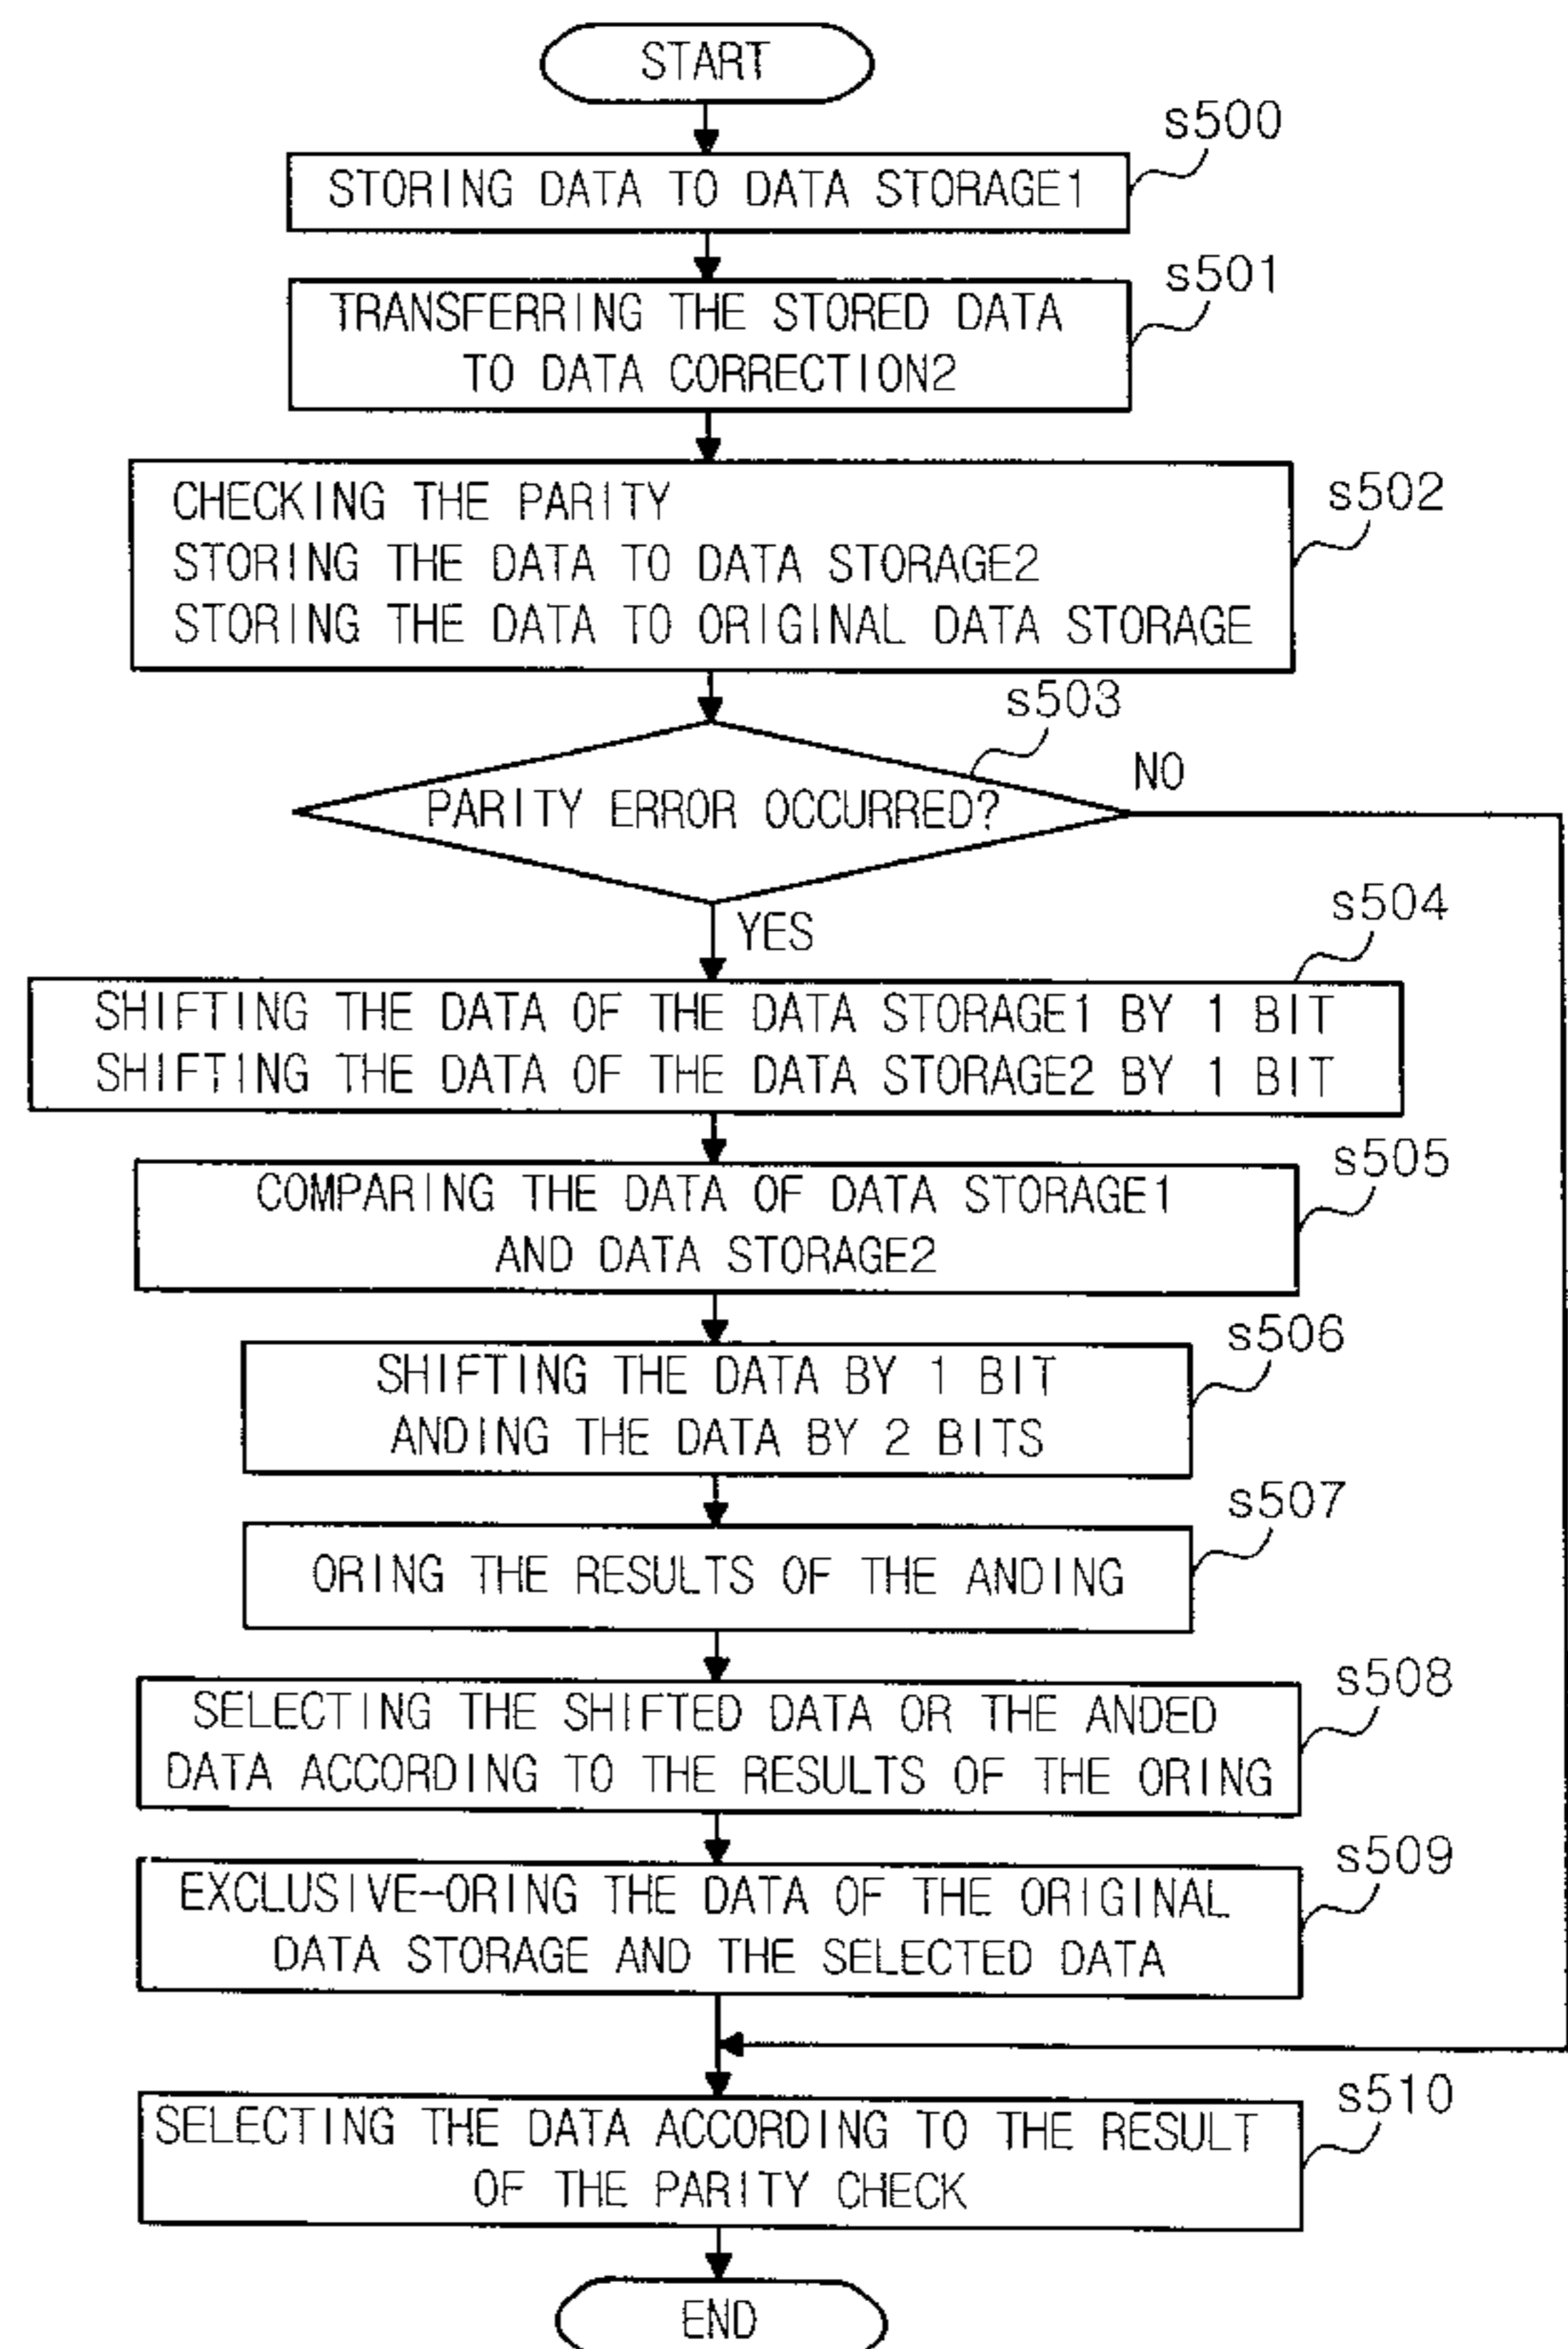 START
s500
STORING DATA TO DATA STORAGE1
s501
TRANSFERRING THE STORED DATA
TO DATA CORRECTION2
s502
CHECKING THE PARITY
STORING THE DATA TO DATA STORAGE2
STORING THE DATA TO ORIGINAL DATA STORAGE
s503
PARITY ERROR OCCURRED?
NO
YES
s504
SHIFTING THE DATA OF THE DATA STORAGE1 BY 1 BIT
SHIFTING THE DATA OF THE DATA STORAGE2 BY 1 BIT
s505
COMPARING THE DATA OF DATA STORAGE1
AND DATA STORAGE2
s506
SHIFTING THE DATA BY 1 BIT
ANDING THE DATA BY 2 BITS
s507
ORING THE RESULTS OF THE ANDING
s508
SELECTING THE SHIFTED DATA OR THE ANDED
DATA ACCORDING TO THE RESULTS OF THE ORING
s509
EXCLUSIVE-ORING THE DATA OF THE ORIGINAL
DATA STORAGE AND THE SELECTED DATA
s510
SELECTING THE DATA ACCORDING TO THE RESULT
OF THE PARITY CHECK
END